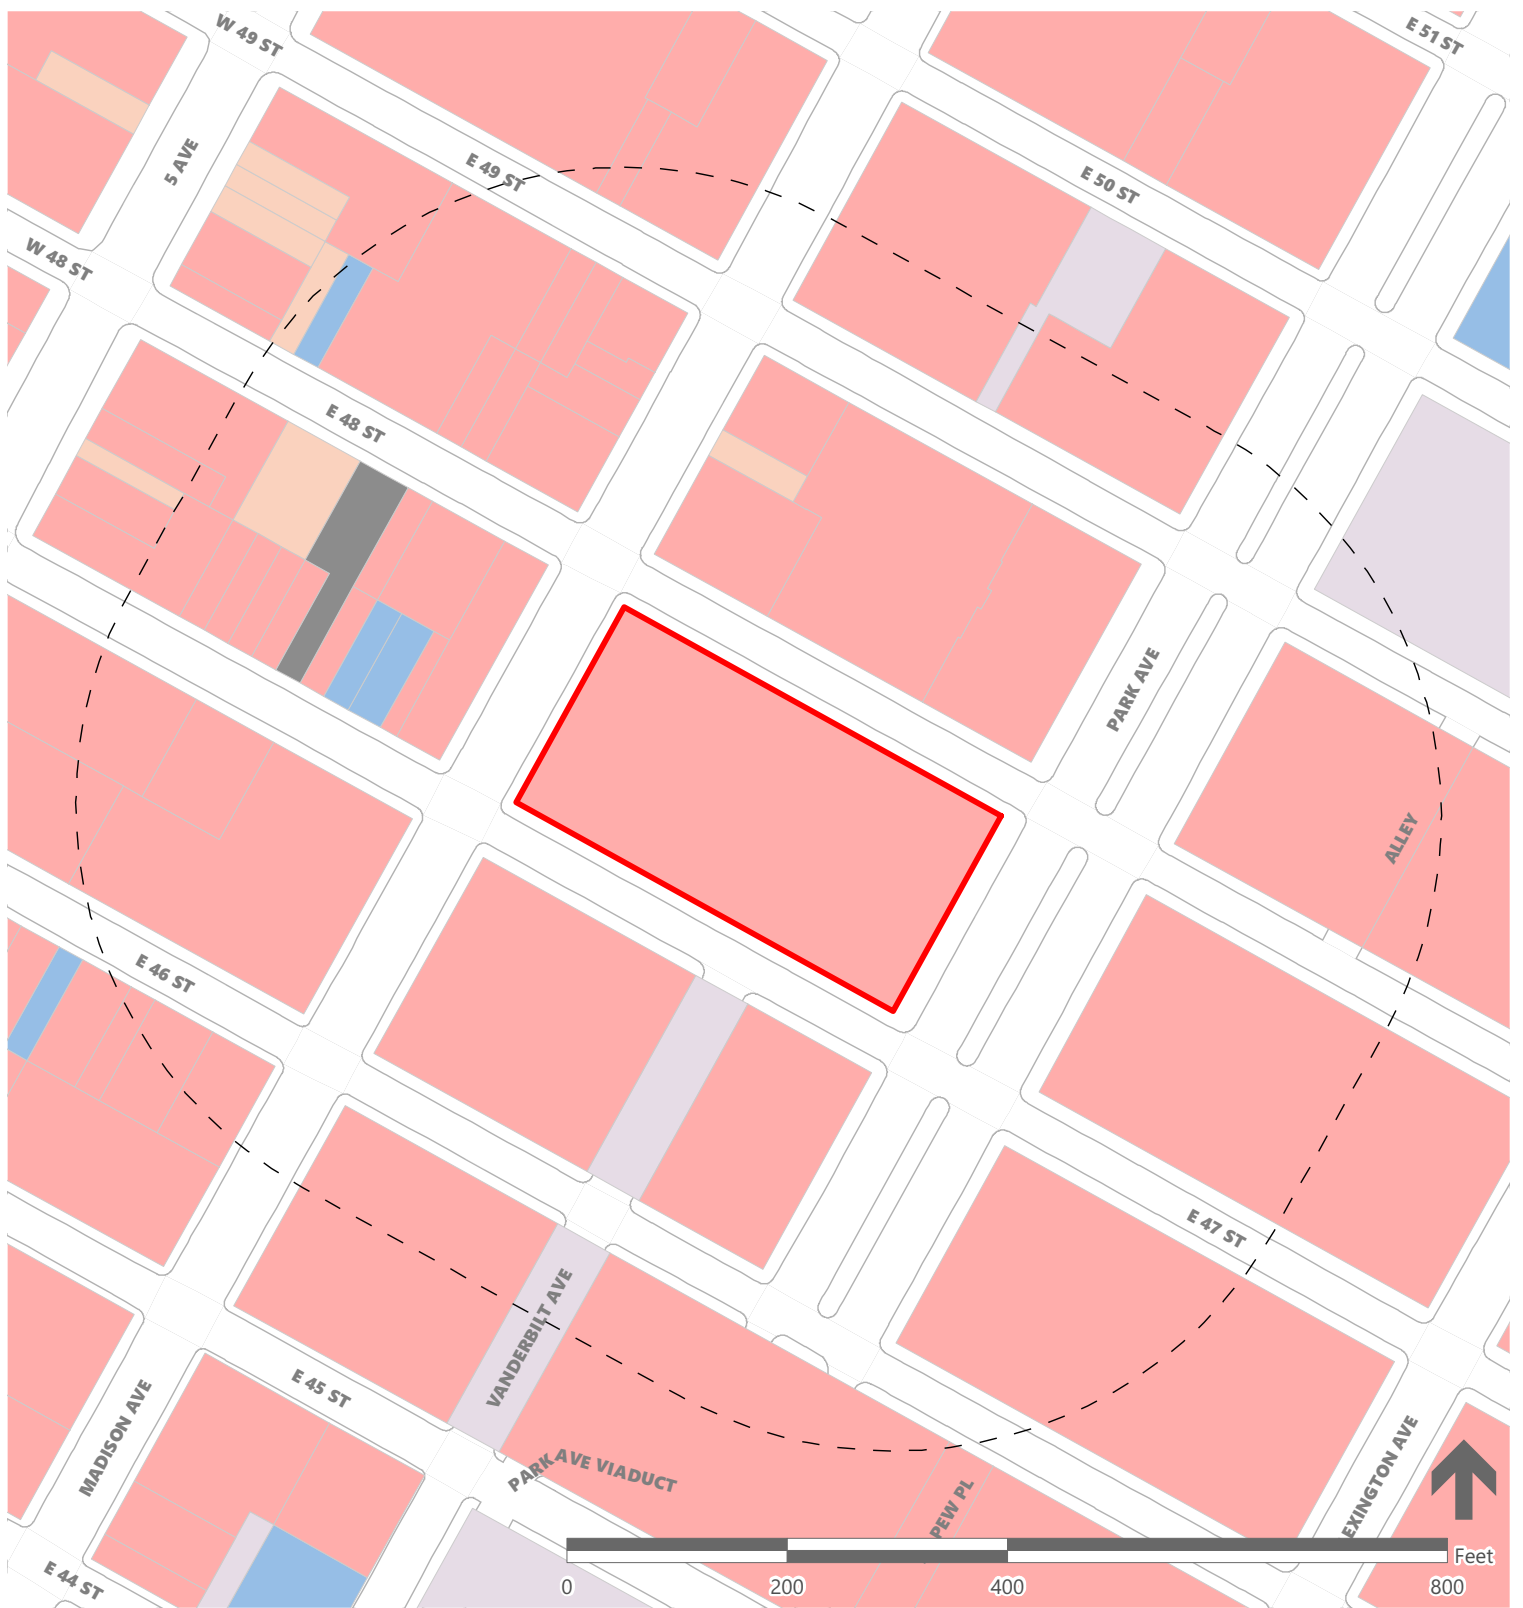 W 49 ST
E 51 ST
5 AVE
E 49 ST
E 50 ST
W 48 ST
E 48 ST
PARK AVE
ALLEY
E 46 ST
E 47 ST
VANDERBILT AVE
E 45 ST
MADISON AVE
PARK AVE VIADUCT
EXINGTON AVE
PEW PL
E 44 ST
Feet
0 200 400 800